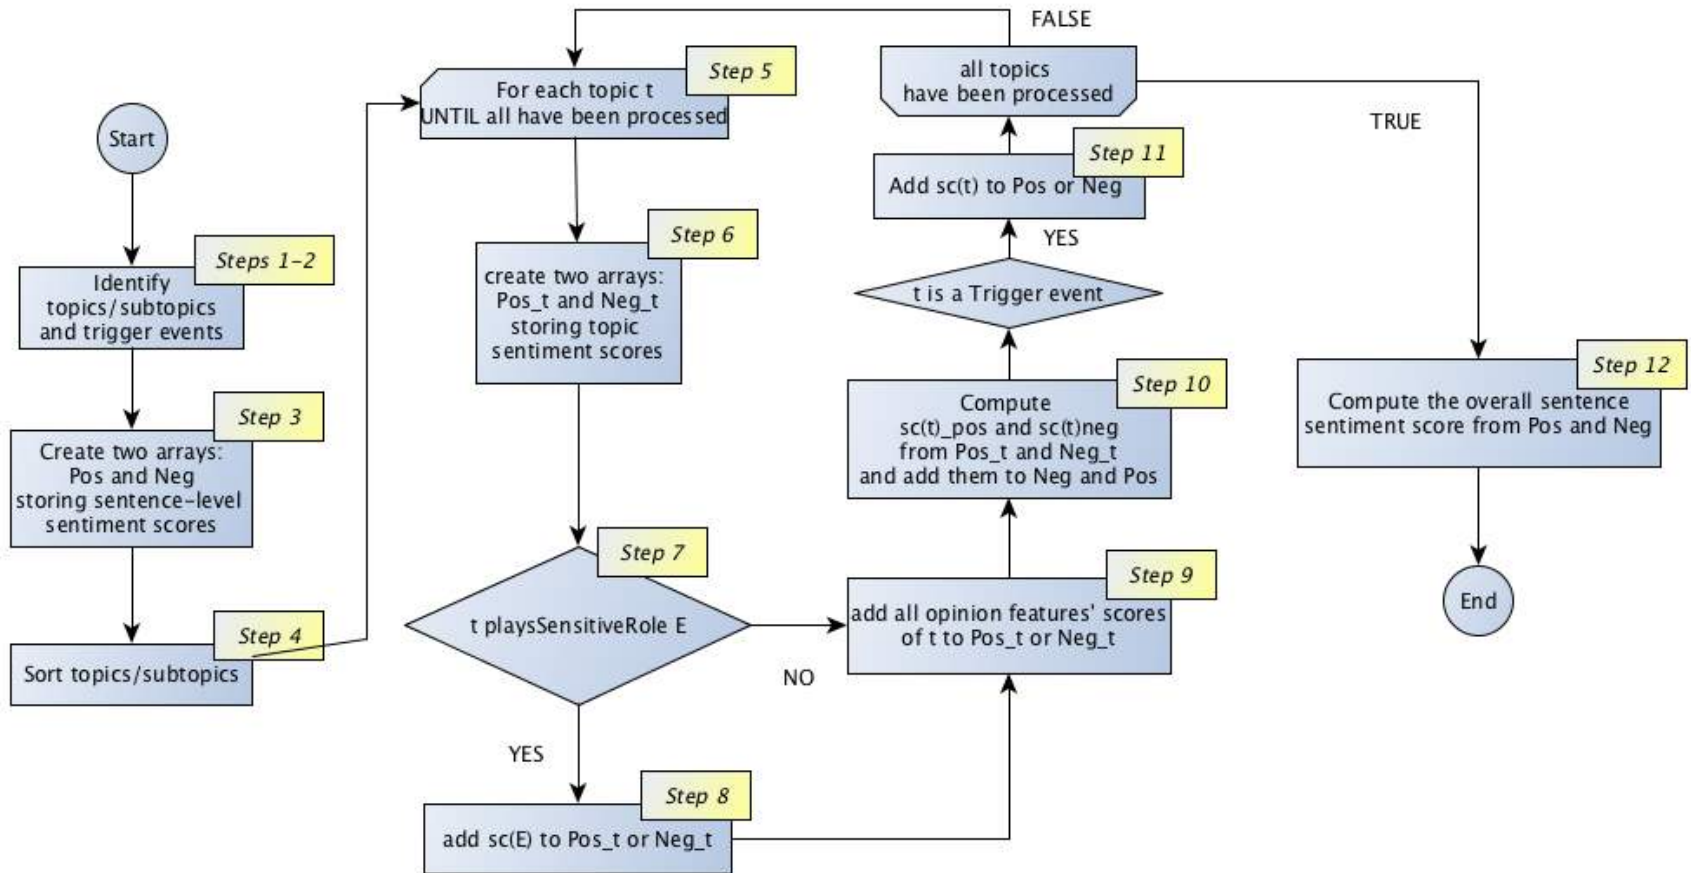 Start
Steps 1-2
Identify
topics/subtopics
and trigger events
Step 3
Create two arrays:
Pos and Neg
storing sentence-level
sentiment scores
Step 4
Sort topics/subtopics
Step 5
For each topic t
UNTIL all have been processed
Step 6
create two arrays:
Pos_t and Neg_t
storing topic
sentiment scores
Step 7
t playsSensitiveRole E
NO
YES
Step 8
add sc(E) to Pos_t or Neg_t
Step 9
add all opinion features' scores
of t to Pos_t or Neg_t
Step 10
Compute
sc(t)_pos and sc(t)neg
from Pos_t and Neg_t
and add them to Neg and Pos
t is a Trigger event
YES
Step 11
Add sc(t) to Pos or Neg
all topics
have been processed
FALSE
TRUE
Step 12
Compute the overall sentence
sentiment score from Pos and Neg
End